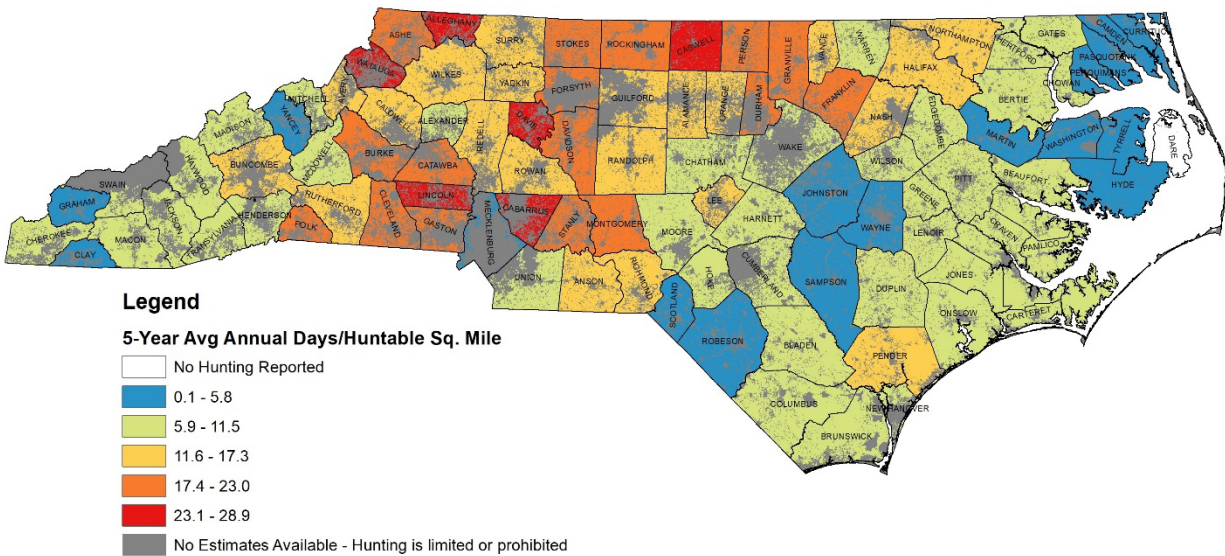 ALLEGHANY
ASHE
SURRY
STOKES
ROCKINGHAM
CASWELL
PERSON
GRANVILLE
VANCE
WARREN
NORTHAMPTON
HERTFORD
GATES
CAMDEN
CURRITUCK
PASQUOTANK
PERQUIMANS
CHOWAN
WATAUGA
WILKES
YADKIN
FORSYTH
GUILFORD
ALAMANCE
ORANGE
DURHAM
FRANKLIN
HALIFAX
BERTIE
MITCHELL
AVERY
YANCEY
CALDWELL
ALEXANDER
IREDELL
DAVIE
DAVIDSON
RANDOLPH
CHATHAM
WAKE
NASH
EDGECOMBE
MARTIN
WASHINGTON
TYRRELL
DARE
MADISON
BUNCOMBE
MCDOWELL
BURKE
CATAWBA
ROWAN
WILSON
PITT
BEAUFORT
HYDE
SWAIN
HAYWOOD
GRAHAM
JACKSON
HENDERSON
RUTHERFORD
POLK
CLEVELAND
LINCOLN
GASTON
MECKLENBURG
CABARRUS
STANLY
MONTGOMERY
MOORE
LEE
HARNETT
JOHNSTON
WAYNE
GREENE
LENOIR
CRAVEN
PAMLICO
CHEROKEE
CLAY
MACON
TRANSYLVANIA
UNION
ANSON
RICHMOND
SCOTLAND
HOKE
CUMBERLAND
SAMPSON
DUPLIN
JONES
ONSLOW
CARTERET
ROBESON
BLADEN
PENDER
COLUMBUS
NEW HANOVER
BRUNSWICK
Legend
5-Year Avg Annual Days/Huntable Sq. Mile
No Hunting Reported
0.1 - 5.8
5.9 - 11.5
11.6 - 17.3
17.4 - 23.0
23.1 - 28.9
No Estimates Available - Hunting is limited or prohibited